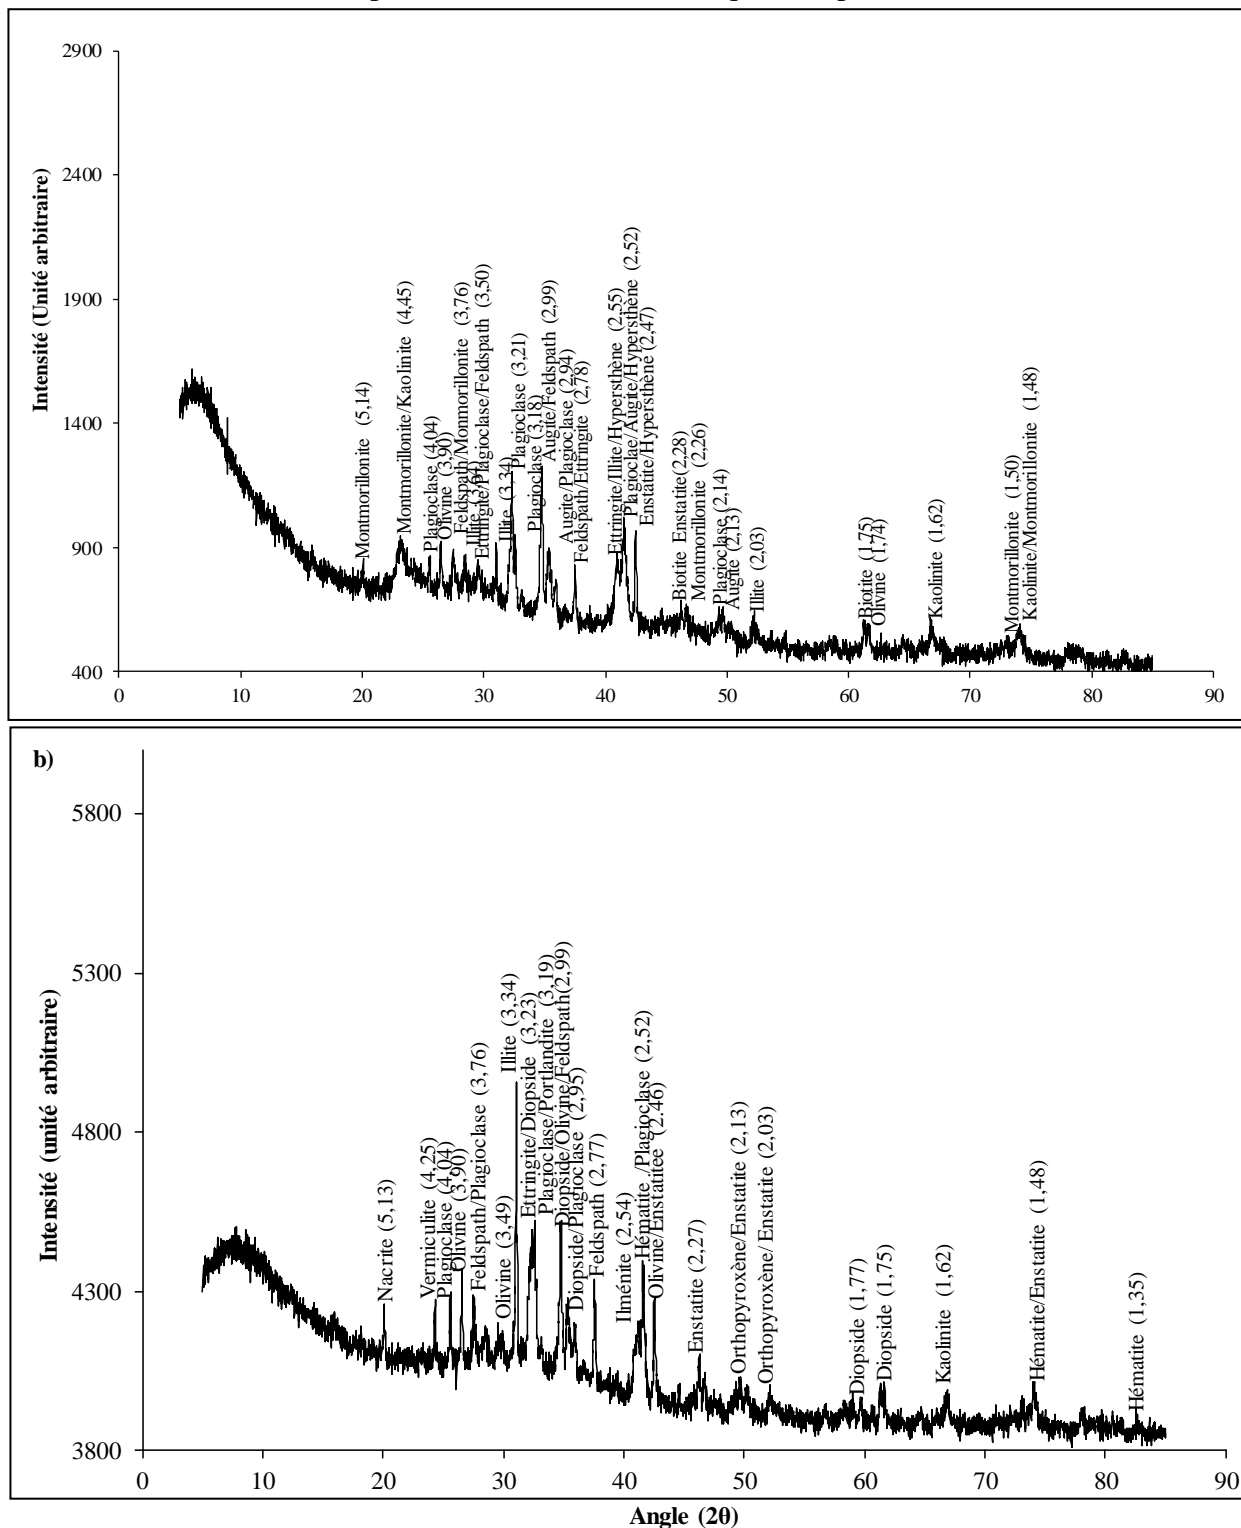 2900
2400
1900
1400
900
400
Intensité (Unité arbitraire)
Montmorillonite (5,14)
Montmorillonite/Kaolinite (4,45)
Plagioclase (4,04)
Olivine (3,90)
Feldspath/Monmorillonite (3,76)
Illite (3,64)
Ettringite/Plagioclase/Feldspath (3,50)
Illite (3,34)
Plagioclase (3,21)
Plagioclase (3,18)
Augite/Feldspath (2,99)
Augite/Plagioclase (2,94)
Feldspath/Ettringite (2,78)
Ettringite/Illite/Hypersthène (2,55)
Plagioclae/Augite/Hypersthène (2,52)
Enstatite/Hypersthène (2,47)
Biotite Enstatite(2,28)
Montmorillonite (2,26)
Plagioclase (2,14)
Augite (2,13)
Illite (2,03)
Biotite (1,75)
Olivine (1,74)
Kaolinite (1,62)
Montmorillonite (1,50)
Kaolinite/Montmorillonite (1,48)
0 10 20 30 40 50 60 70 80 90
b)
5800
5300
4800
4300
3800
Intensité (unité arbitraire)
Nacrite (5,13)
Vermiculite (4,25)
Plagioclase (4,04)
Olivine (3,90)
Feldspath/Plagioclase (3,76)
Olivine (3,49)
Illite (3,34)
Ettringite/Diopside (3,23)
Plagioclase/Portlandite (3,19)
Diopside/Olivine/Feldspath(2,99)
Diopside/Plagioclase (2,95)
Feldspath (2,77)
Ilménite (2,54)
Hématite /Plagioclase (2,52)
Olivine/Enstatitee (2.46)
Enstatite (2,27)
Orthopyroxène/Enstatite (2,13)
Orthopyroxène/ Enstatite (2,03)
Diopside (1,77)
Diopside (1,75)
Kaolinite (1,62)
Hématite/Enstatite (1,48)
Hématite (1,35)
0 10 20 30 40 50 60 70 80 90
Angle (2θ)